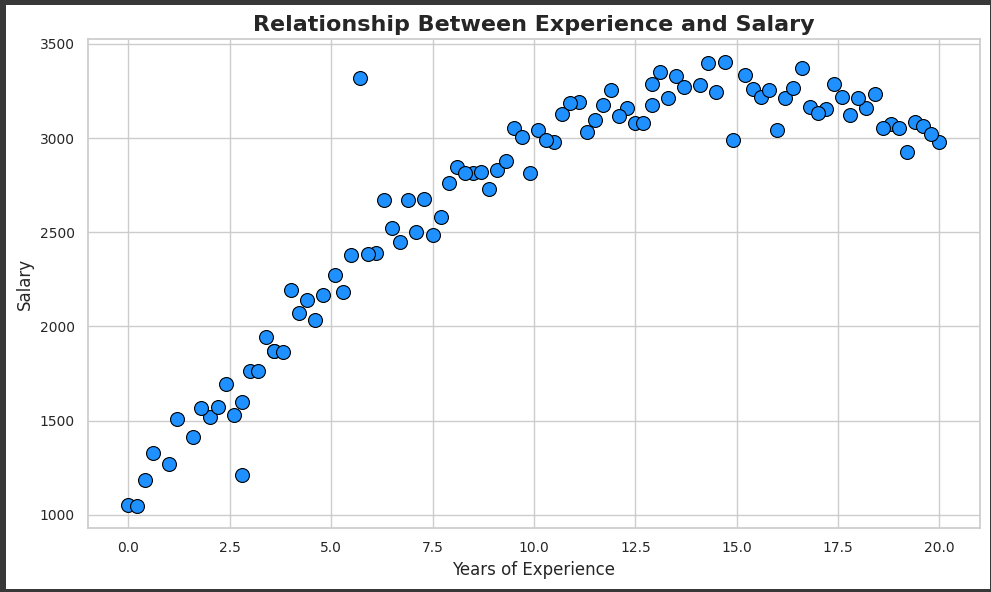 Relationship Between Experience and Salary
3500
3000
2500
2000
1500
1000
Salary
0.0 2.5 5.0 7.5 10.0 12.5 15.0 17.5 20.0
Years of Experience